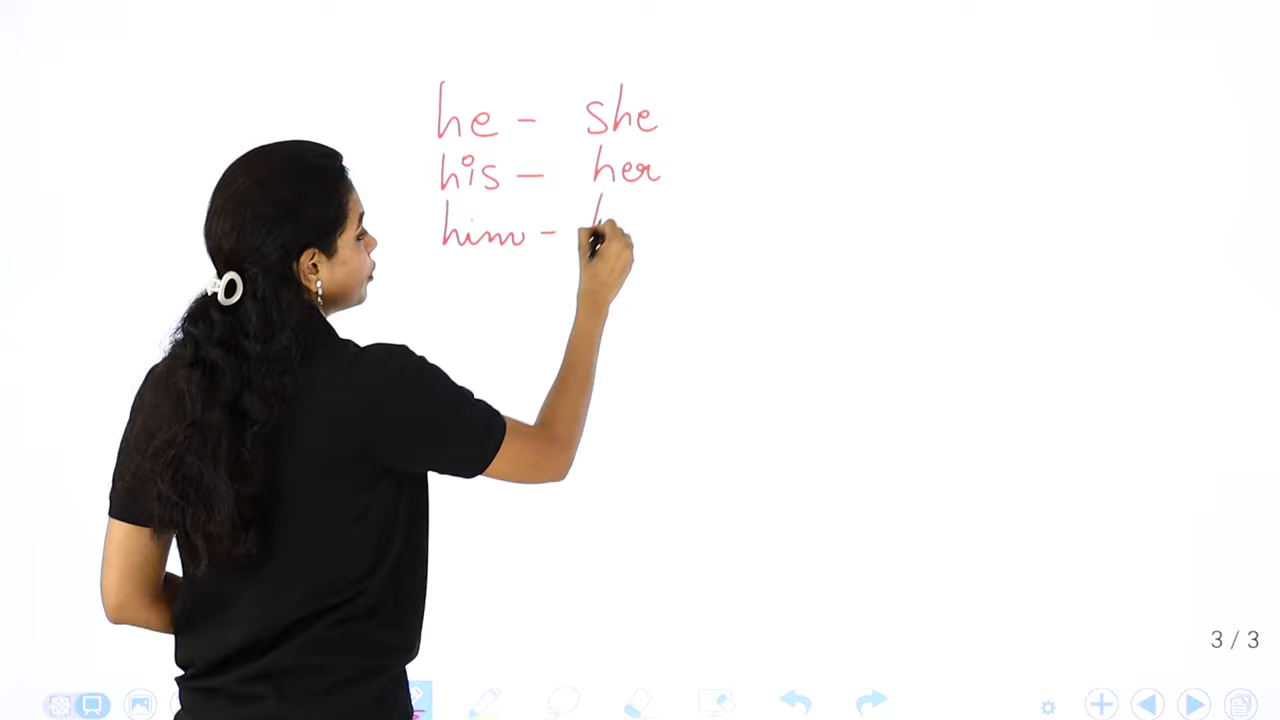 he - she
his - her
him - h
3 / 3